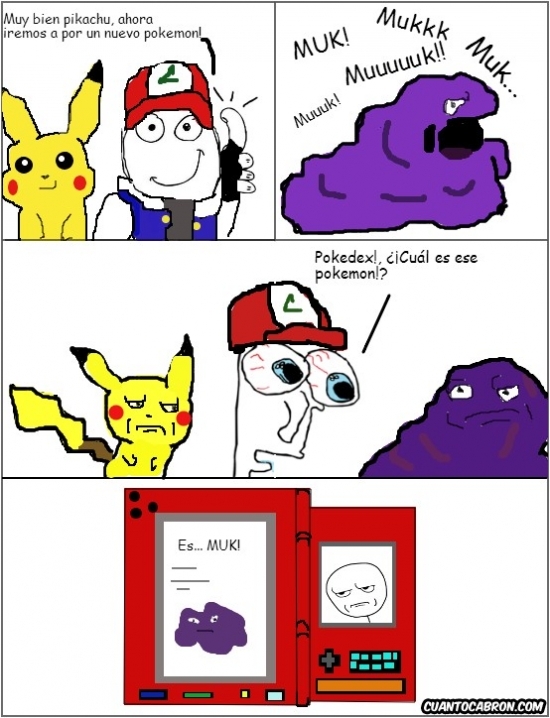 Muy bien pikachu, ahora
iremos a por un nuevo pokemon!
MUK!
Mukkk
Muuuuuk!!
Muk...
Muuuk!
Pokedex!, ¿¡Cuál es ese
pokemon!?
Es... MUK!
CUANTOCABRON.COM